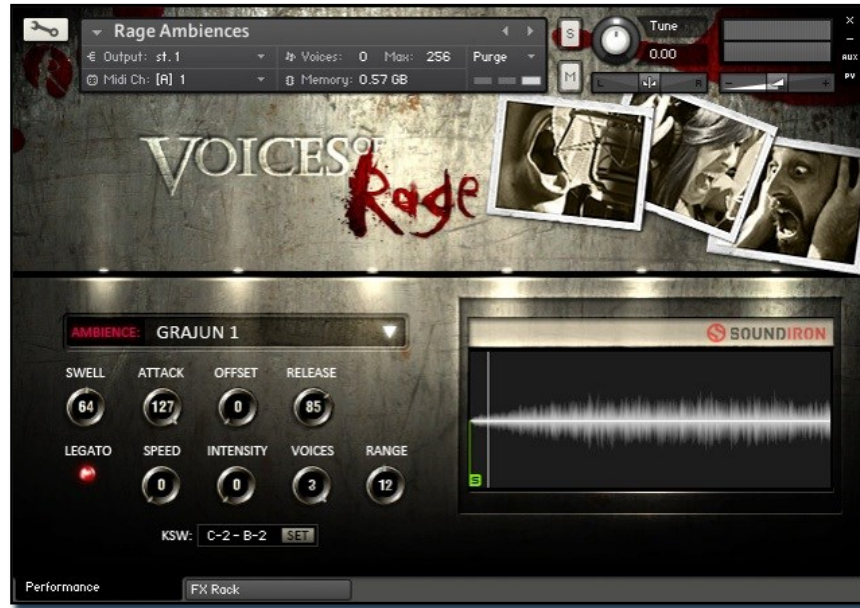 Rage Ambiences
Output: st.1 Voices: 0 Max: 256 Purge
Midi Ch: [A] 1 Memory: 0.57 GB
S
M
Tune
0.00
L R
- +
×
–
AUX
PV
R
VOICES OF
Rage
AMBIENCE: GRAJUN 1
SWELL ATTACK OFFSET RELEASE
64 127 0 85
LEGATO SPEED INTENSITY VOICES RANGE
0 0 3 12
KSW: C-2 - B-2 SET
SOUNDIRON
S
Performance FX Rack